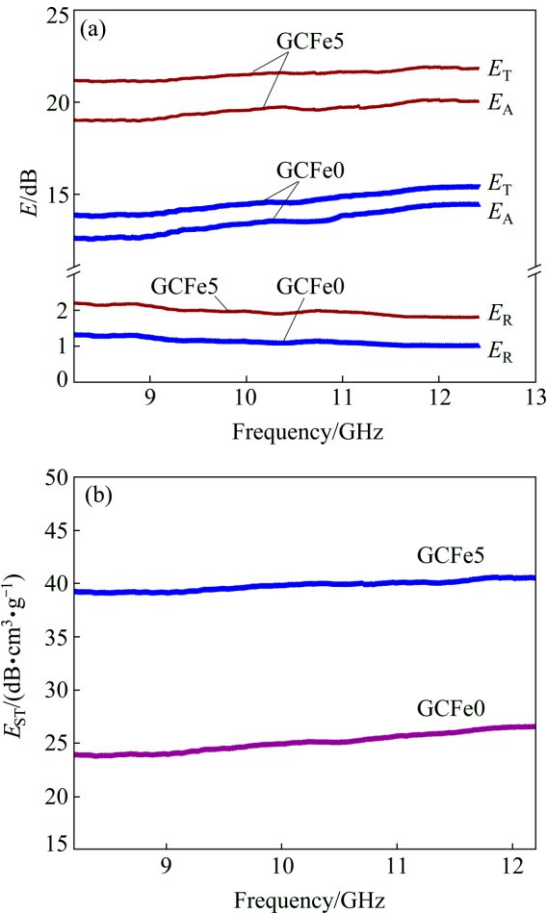 25
(a)
GCFe5
E_T
20
E_A
E/dB
GCFe0
E_T
15
E_A
GCFe5 GCFe0
2
E_R
1
E_R
0
9 10 11 12 13
Frequency/GHz
50
(b)
45
GCFe5
40
35
E_ST/(dB•cm³•g⁻¹)
30
GCFe0
25
20
15
9 10 11 12
Frequency/GHz